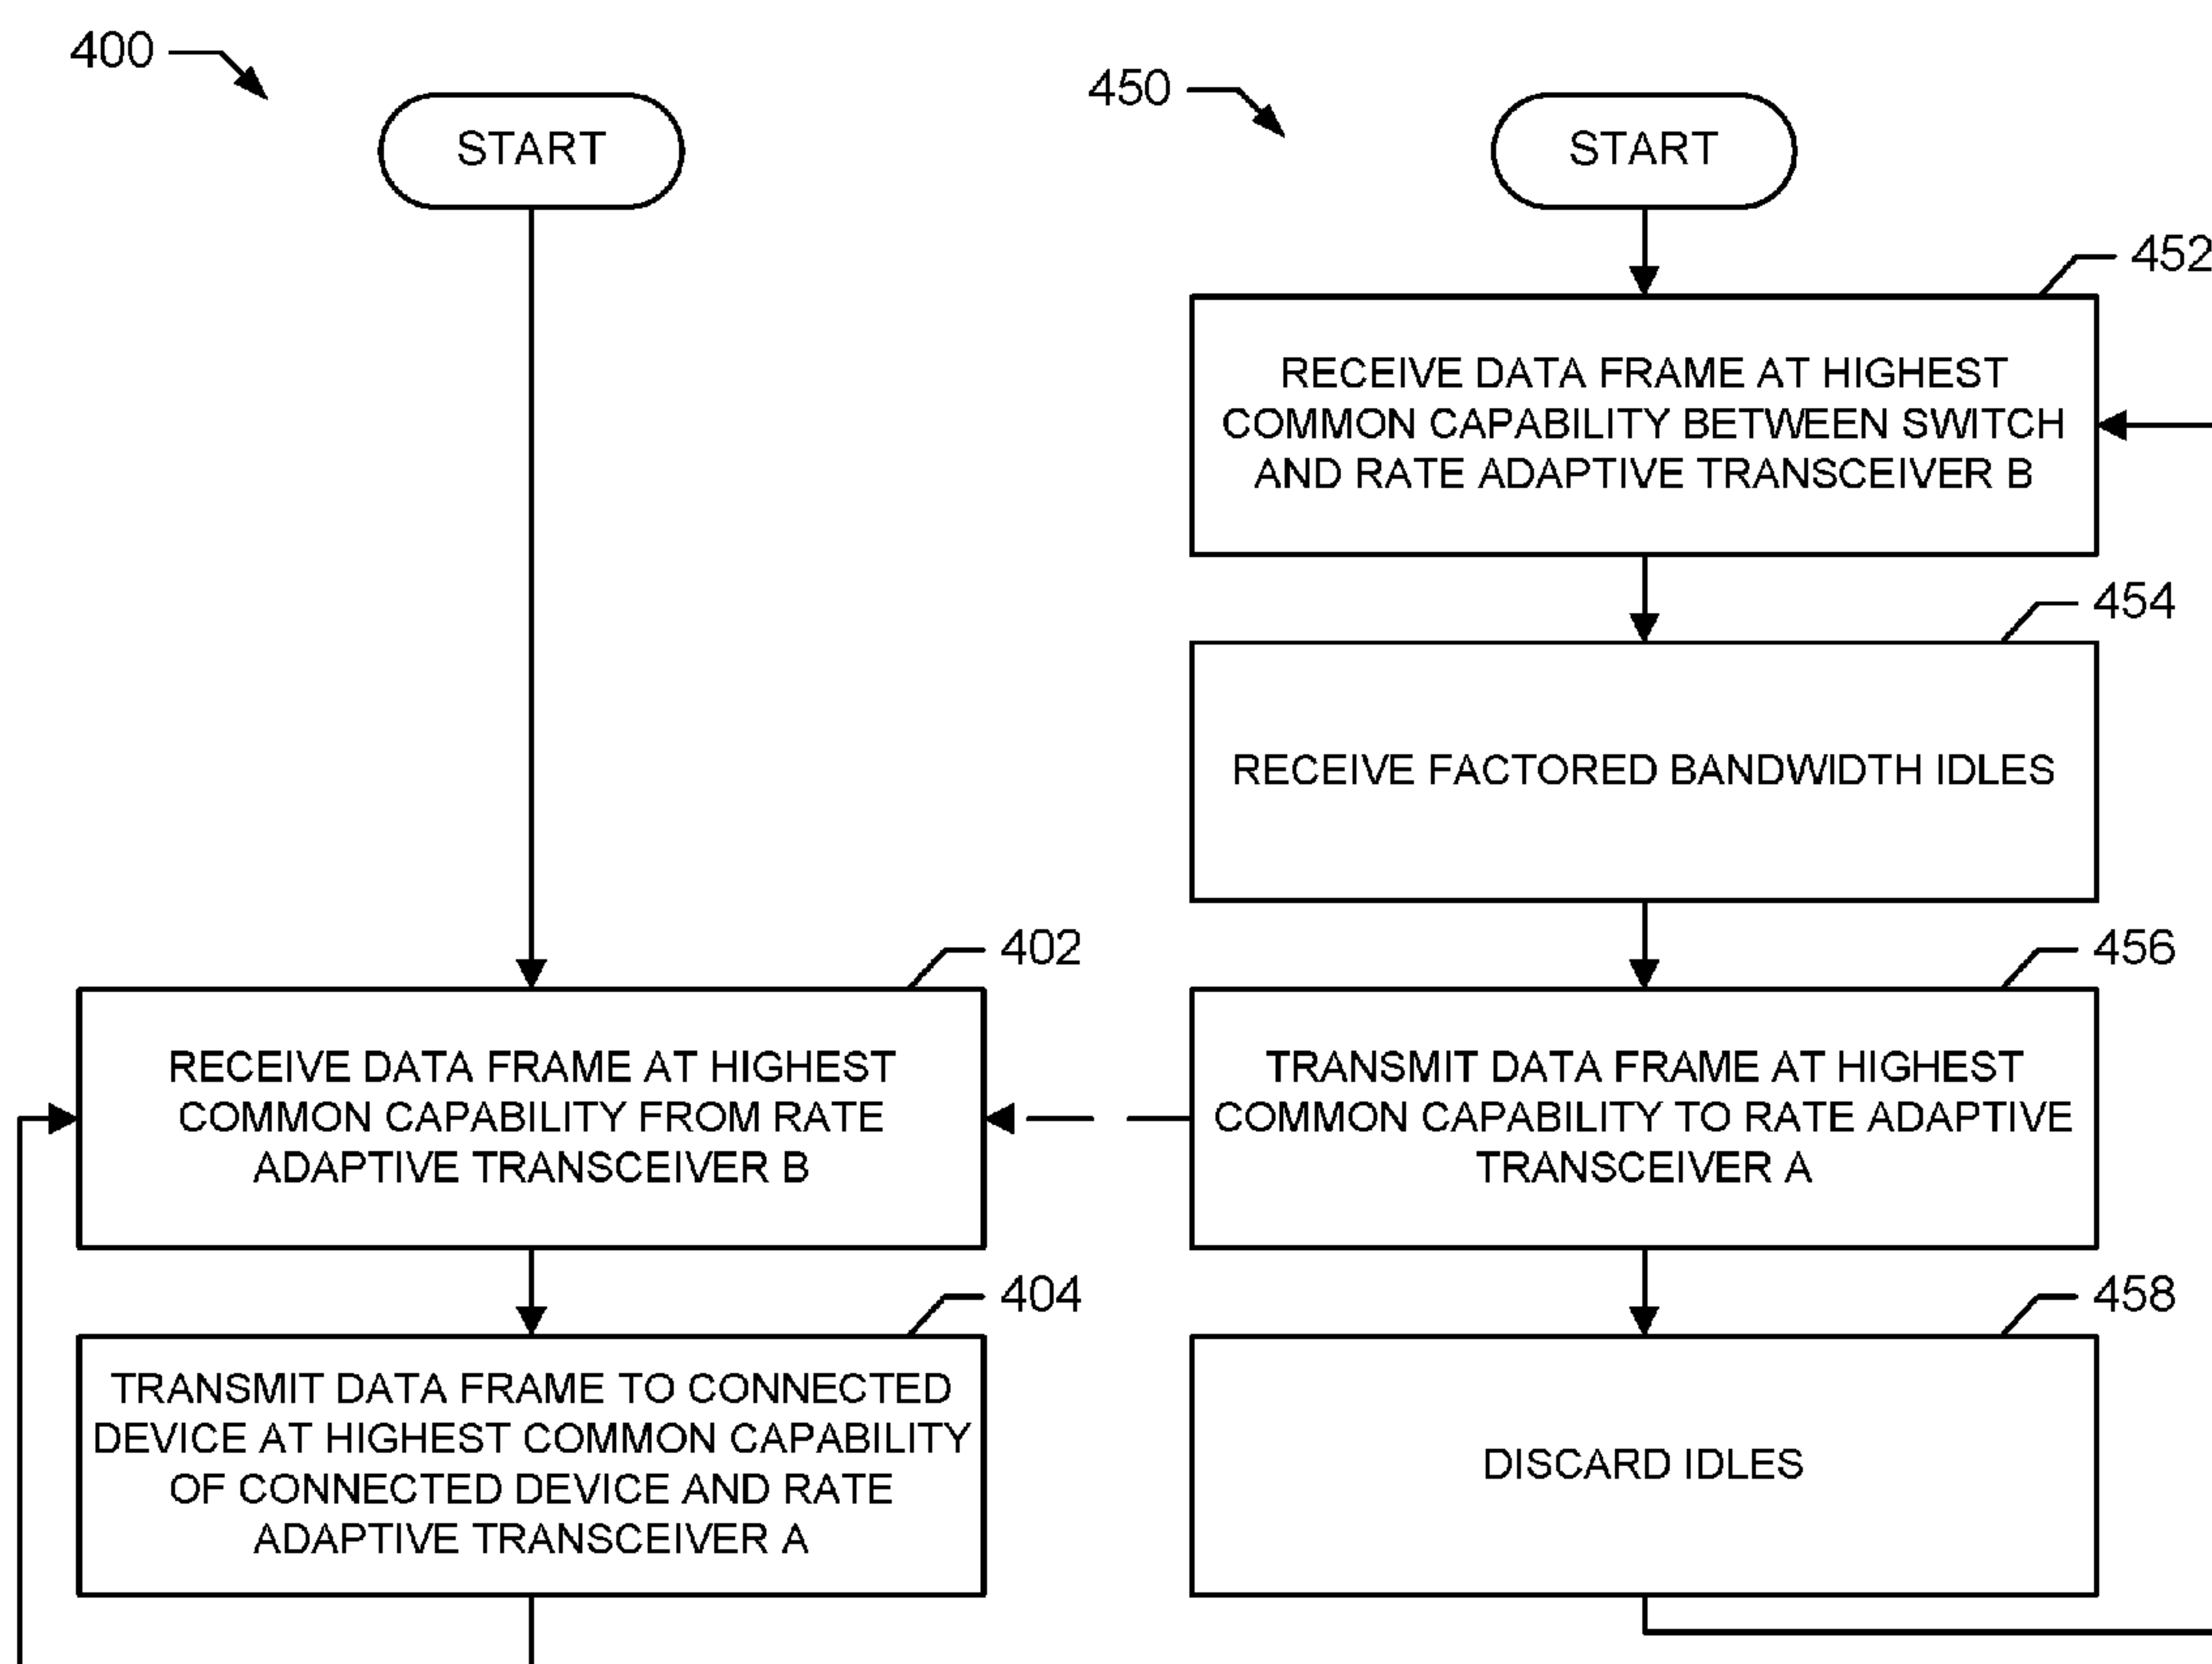 400
START
402
RECEIVE DATA FRAME AT HIGHEST
COMMON CAPABILITY FROM RATE
ADAPTIVE TRANSCEIVER B
404
TRANSMIT DATA FRAME TO CONNECTED
DEVICE AT HIGHEST COMMON CAPABILITY
OF CONNECTED DEVICE AND RATE
ADAPTIVE TRANSCEIVER A
450
START
452
RECEIVE DATA FRAME AT HIGHEST
COMMON CAPABILITY BETWEEN SWITCH
AND RATE ADAPTIVE TRANSCEIVER B
454
RECEIVE FACTORED BANDWIDTH IDLES
456
TRANSMIT DATA FRAME AT HIGHEST
COMMON CAPABILITY TO RATE ADAPTIVE
TRANSCEIVER A
458
DISCARD IDLES